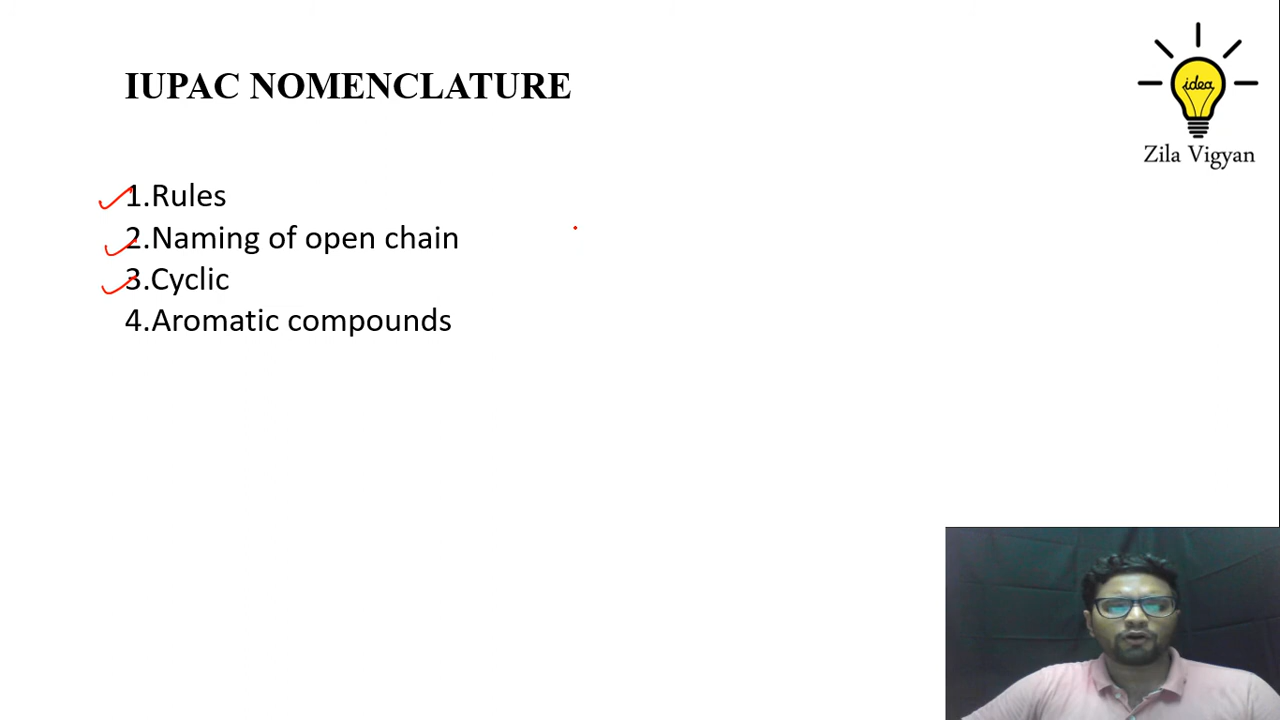 IUPAC NOMENCLATURE
idea
Zila Vigyan
1.Rules
2.Naming of open chain
3.Cyclic
4.Aromatic compounds